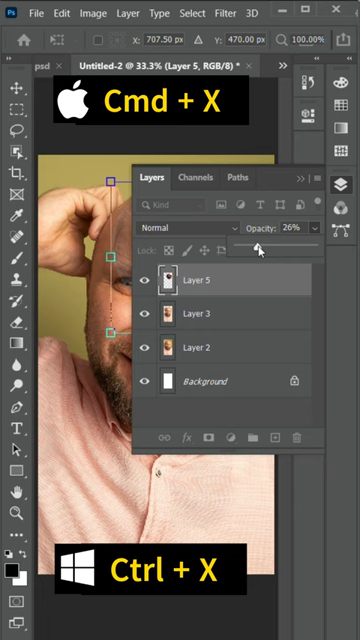 Ps File Edit Image Layer Type Select Filter 3D
X: 707.50 px Y: 470.00 px 100.00%
psd × Untitled-2 @ 33.3% (Layer 5, RGB/8) * ×
Cmd + X
Layers Channels Paths
Kind
Normal Opacity: 26%
Lock:
Layer 5
Layer 3
Layer 2
Background
Ctrl + X